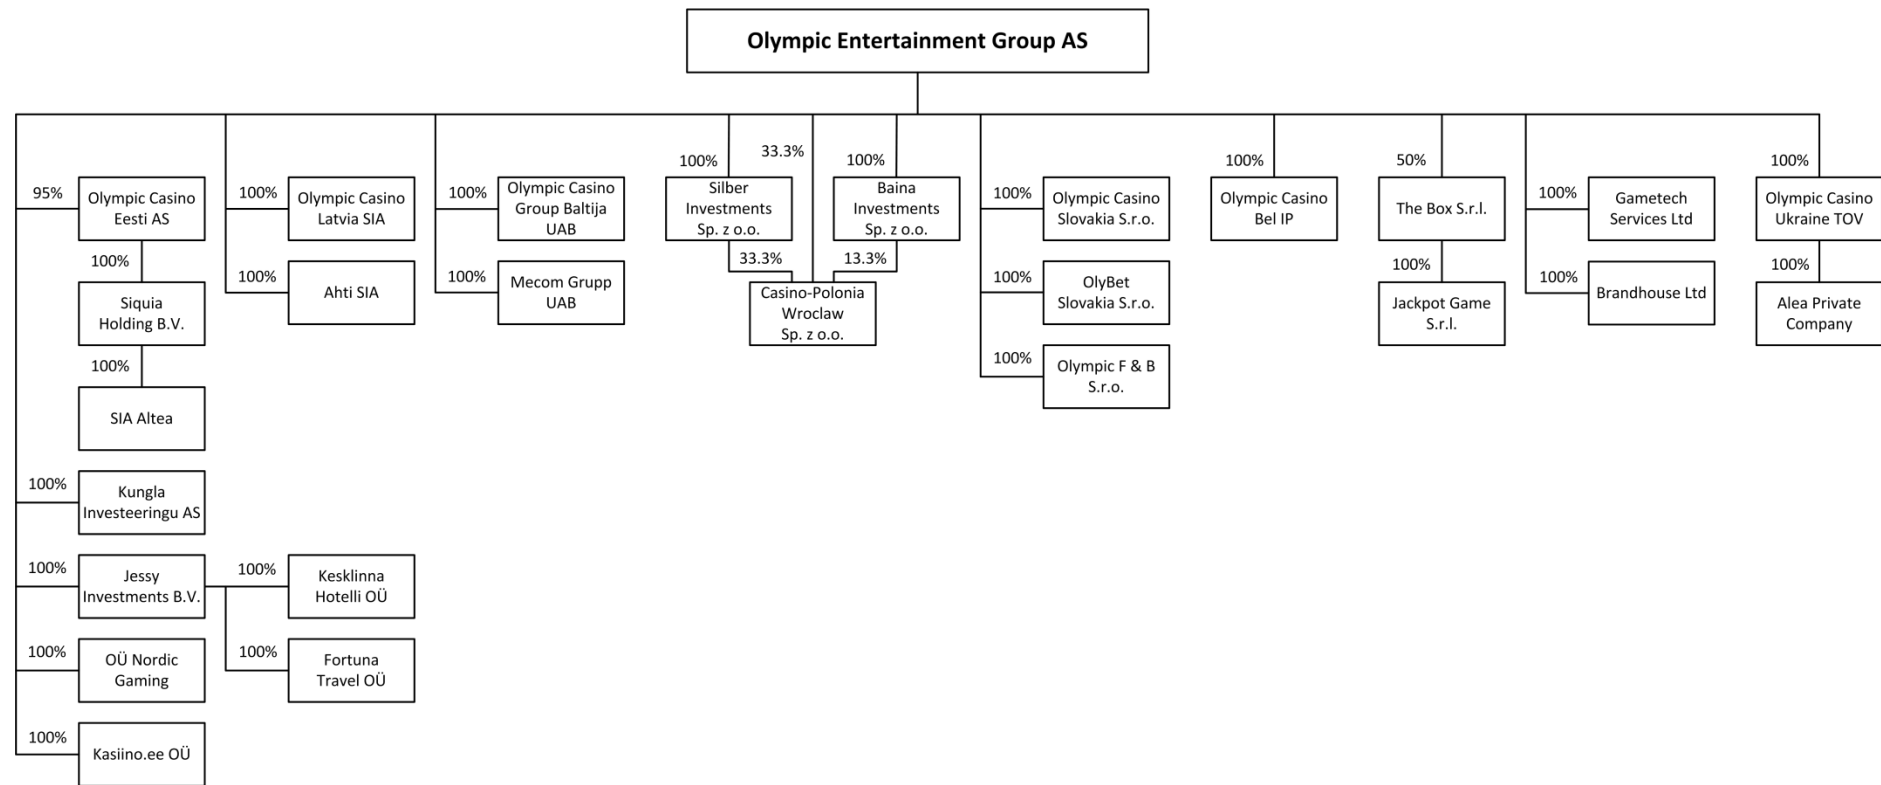 Olympic Entertainment Group AS
33.3%
100%
100%
100%
50%
100%
95%
Olympic Casino
Eesti AS
100%
Olympic Casino
Latvia SIA
100%
Olympic Casino
Group Baltija
UAB
Silber
Investments
Sp. z o.o.
Baina
Investments
Sp. z o.o.
100%
Olympic Casino
Slovakia S.r.o.
Olympic Casino
Bel IP
The Box S.r.l.
100%
Gametech
Services Ltd
Olympic Casino
Ukraine TOV
100%
33.3%
13.3%
100%
100%
Siquia
Holding B.V.
100%
Ahti SIA
100%
Mecom Grupp
UAB
Casino-Polonia
Wroclaw
Sp. z o.o.
100%
OlyBet
Slovakia S.r.o.
Jackpot Game
S.r.l.
100%
Brandhouse Ltd
Alea Private
Company
100%
SIA Altea
100%
Olympic F & B
S.r.o.
100%
Kungla
Investeeringu AS
100%
Jessy
Investments B.V.
100%
Kesklinna
Hotelli OÜ
100%
OÜ Nordic
Gaming
100%
Fortuna
Travel OÜ
100%
Kasiino.ee OÜ